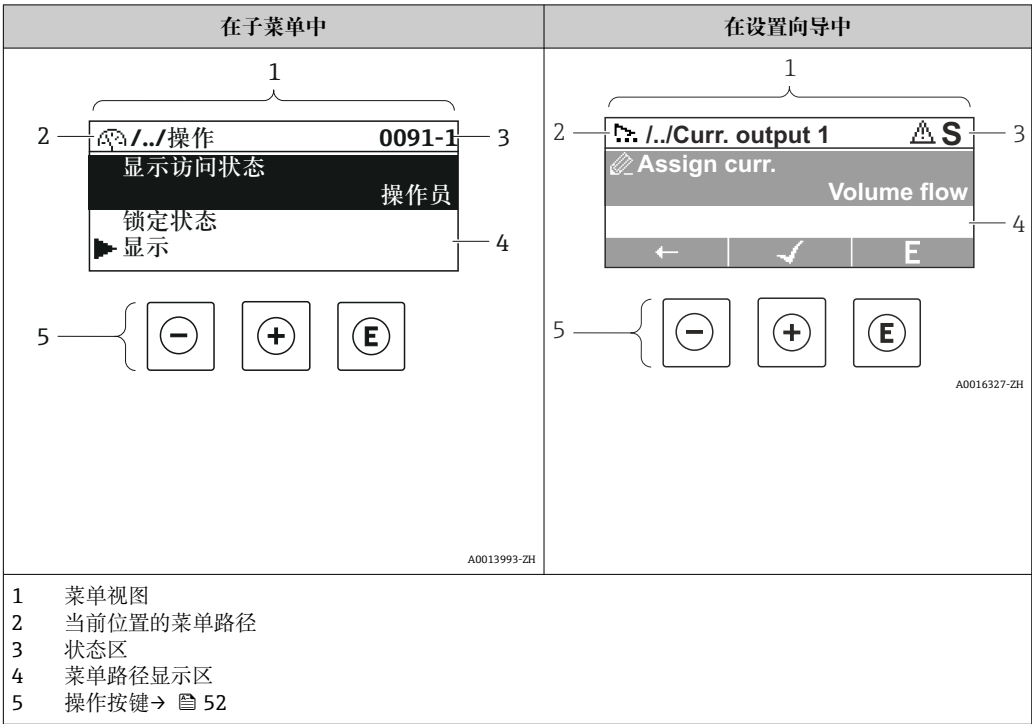 在子菜单中
在设置向导中
1
2
/../操作 0091-1
3
显示访问状态
操作员
锁定状态
显示
4
5
- + E
A0013993-ZH
1
2
/../Curr. output 1 S
3
Assign curr.
Volume flow
4
← ✓ E
5
- + E
A0016327-ZH
1 菜单视图
2 当前位置的菜单路径
3 状态区
4 菜单路径显示区
5 操作按键→ 52